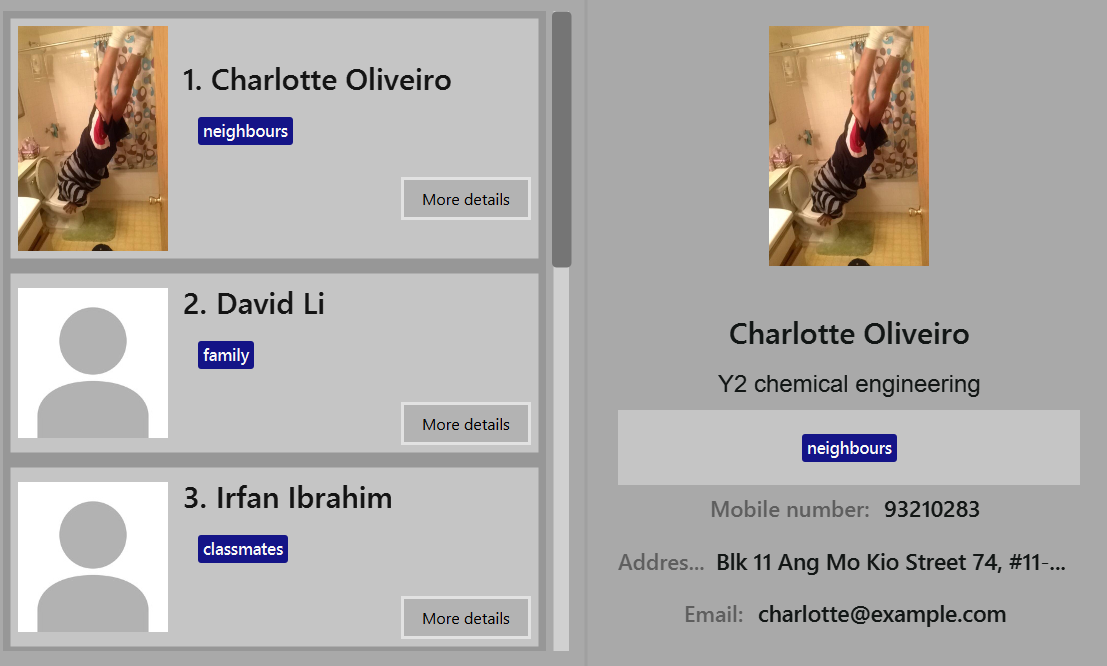 1. Charlotte Oliveiro
neighbours
More details
2. David Li
family
More details
3. Irfan Ibrahim
classmates
More details
Charlotte Oliveiro
Y2 chemical engineering
neighbours
Mobile number: 93210283
Addres... Blk 11 Ang Mo Kio Street 74, #11-...
Email: charlotte@example.com